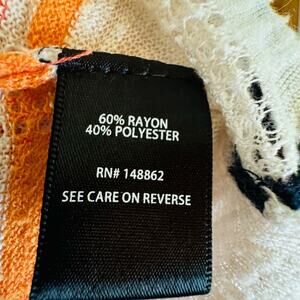 60% RAYON
40% POLYESTER
RN# 148862
SEE CARE ON REVERSE